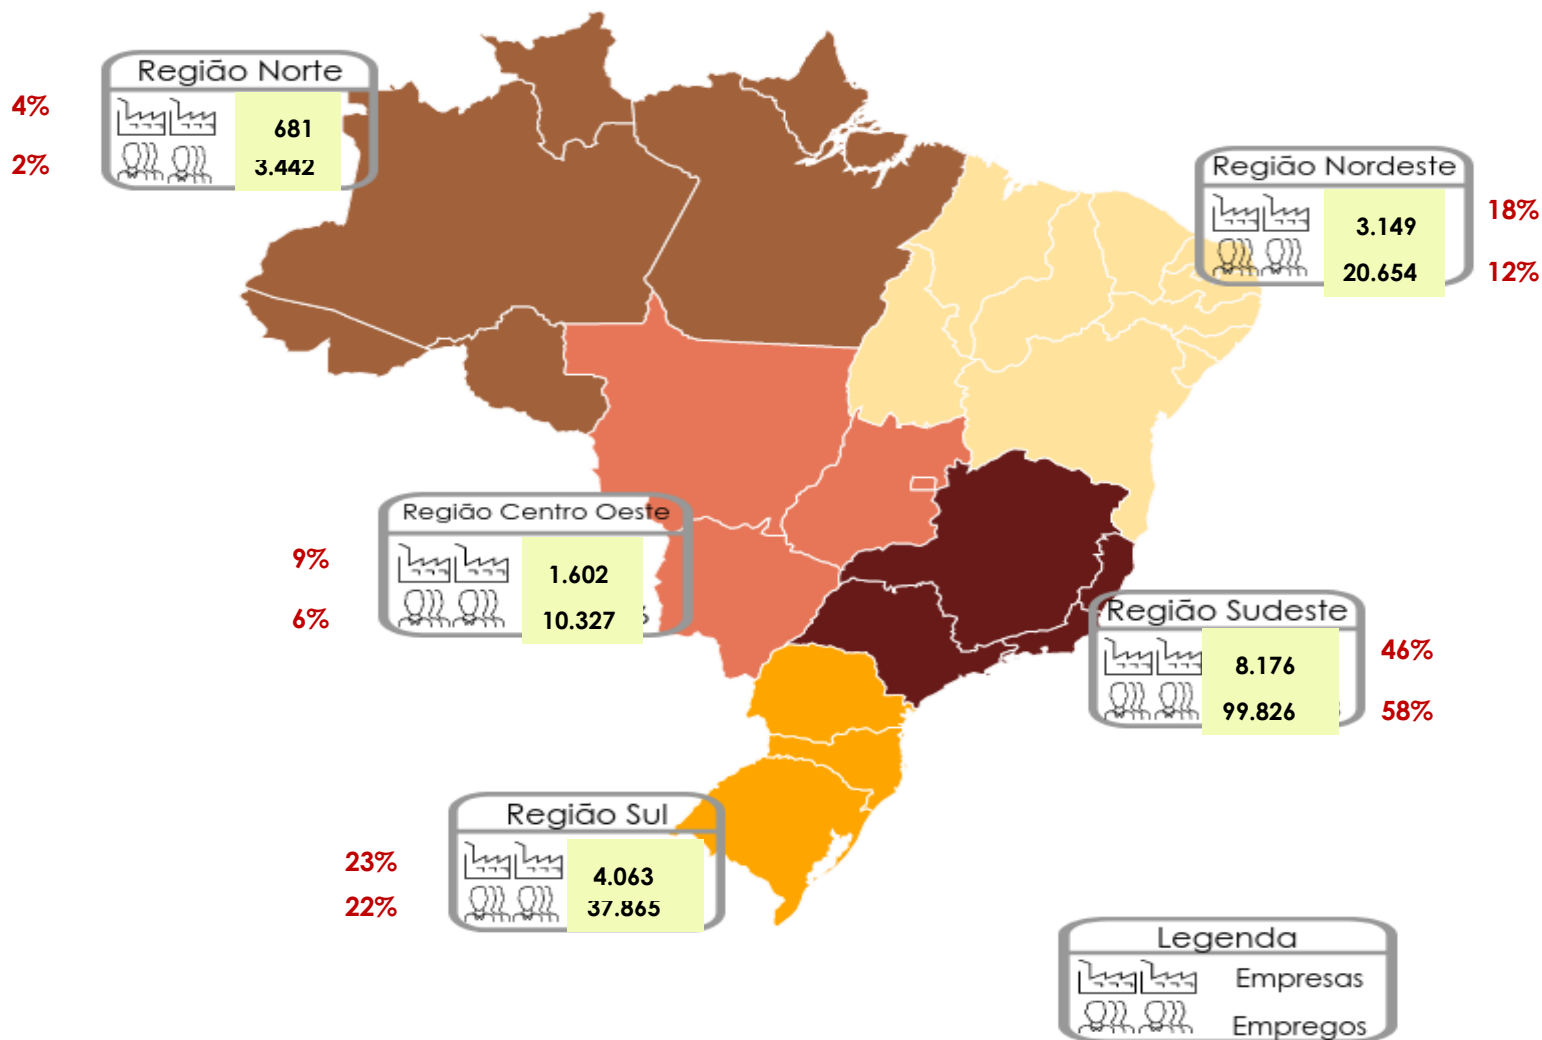 Região Norte
4%
681
2%
3.442
Região Nordeste
3.149
18%
20.654
12%
Região Centro Oeste
9%
1.602
6%
10.327
Região Sudeste
8.176
46%
99.826
58%
Região Sul
23%
4.063
22%
37.865
Legenda
Empresas
Empregos